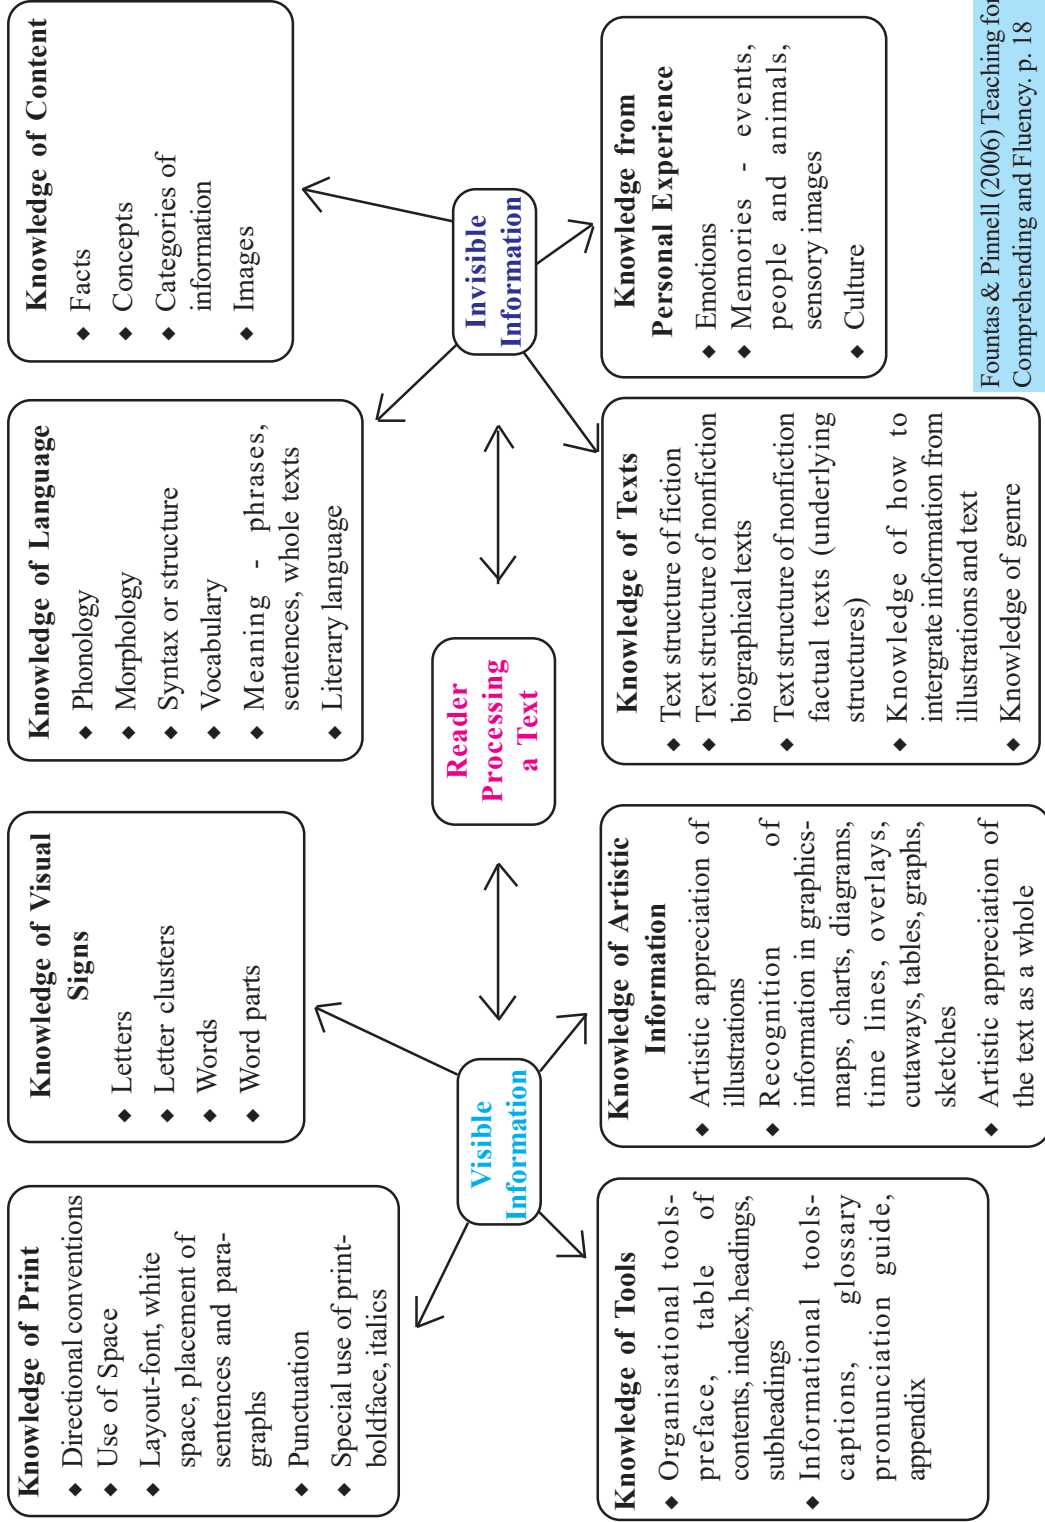 Knowledge of Print
◆ Directional conventions
◆ Use of Space
◆ Layout-font, white
space, placement of
sentences and para-
graphs
◆ Punctuation
◆ Special use of print-
boldface, italics
Knowledge of Visual
Signs
◆ Letters
◆ Letter clusters
◆ Words
◆ Word parts
Knowledge of Language
◆ Phonology
◆ Morphology
◆ Syntax or structure
◆ Vocabulary
◆ Meaning - phrases,
sentences, whole texts
◆ Literary language
Knowledge of Content
◆ Facts
◆ Concepts
◆ Categories of
information
◆ Images
Visible
Information
Reader
Processing
a Text
Invisible
Information
Knowledge of Tools
◆ Organisational tools-
preface, table of
contents, index, headings,
subheadings
◆ Informational tools-
captions, glossary
pronunciation guide,
appendix
Knowledge of Artistic
Information
◆ Artistic appreciation of
illustrations
◆ Recognition of
information in graphics-
maps, charts, diagrams,
time lines, overlays,
cutaways, tables, graphs,
sketches
◆ Artistic appreciation of
the text as a whole
Knowledge of Texts
◆ Text structure of fiction
◆ Text structure of nonfiction
biographical texts
◆ Text structure of nonfiction
factual texts (underlying
structures)
◆ Knowledge of how to
intergrate information from
illustrations and text
◆ Knowledge of genre
Knowledge from
Personal Experience
◆ Emotions
◆ Memories - events,
people and animals,
sensory images
◆ Culture
Fountas & Pinnell (2006) Teaching for
Comprehending and Fluency. p. 18